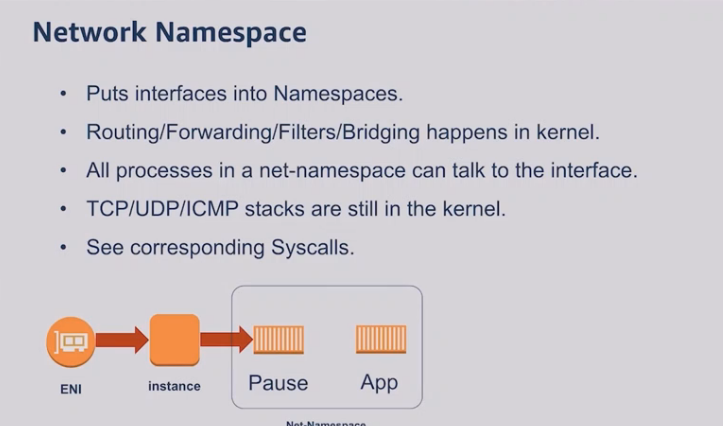 Network Namespace
• Puts interfaces into Namespaces.
• Routing/Forwarding/Filters/Bridging happens in kernel.
• All processes in a net-namespace can talk to the interface.
• TCP/UDP/ICMP stacks are still in the kernel.
• See corresponding Syscalls.
ENI
instance
Pause
App
Net-Namespace